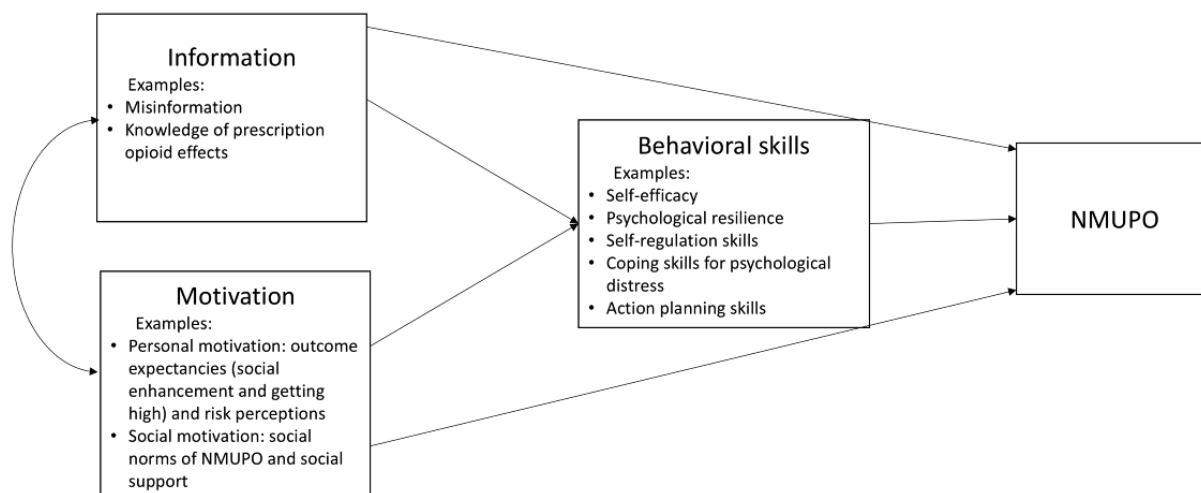 Information
Examples:
• Misinformation
• Knowledge of prescription
opioid effects
Motivation
Examples:
• Personal motivation: outcome
expectancies (social
enhancement and getting
high) and risk perceptions
• Social motivation: social
norms of NMUPO and social
support
Behavioral skills
Examples:
• Self-efficacy
• Psychological resilience
• Self-regulation skills
• Coping skills for psychological
distress
• Action planning skills
NMUPO